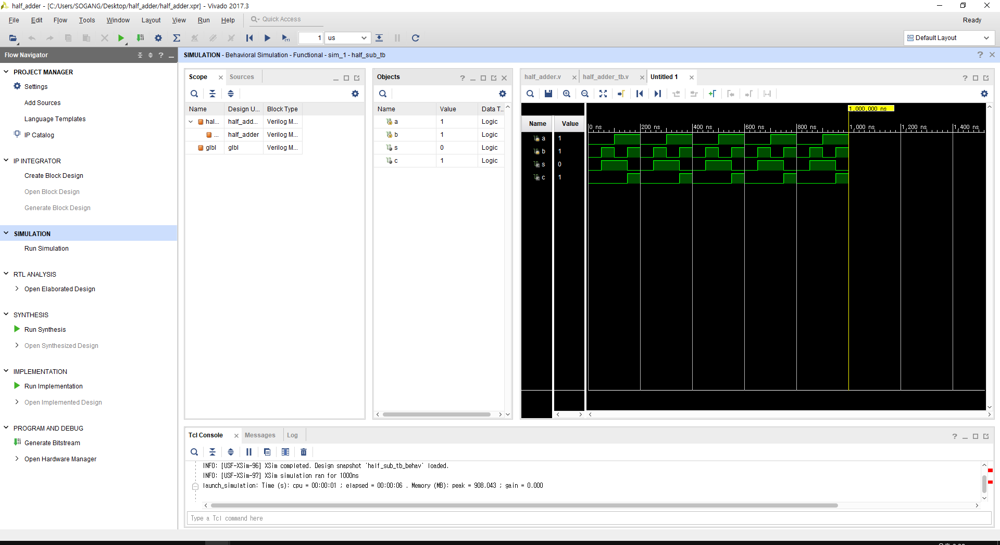 half_adder - [C:/Users/SOGANG/Desktop/half_adder/half_adder.xpr] - Vivado 2017.3
File Edit Flow Tools Window Layout View Run Help Quick Access
Ready
1 us
Default Layout
Flow Navigator
PROJECT MANAGER
Settings
Add Sources
Language Templates
IP Catalog
IP INTEGRATOR
Create Block Design
Open Block Design
Generate Block Design
SIMULATION
Run Simulation
RTL ANALYSIS
Open Elaborated Design
SYNTHESIS
Run Synthesis
Open Synthesized Design
IMPLEMENTATION
Run Implementation
Open Implemented Design
PROGRAM AND DEBUG
Generate Bitstream
Open Hardware Manager
SIMULATION - Behavioral Simulation - Functional - sim_1 - half_sub_tb
Scope Sources
Name Design U... Block Type
hal... half_add... Verilog M...
... half_adder Verilog M...
glbl glbl Verilog M...
Objects
Name Value Data T...
a 1 Logic
b 1 Logic
s 0 Logic
c 1 Logic
half_adder.v half_adder_tb.v Untitled 1
1,000,000 ns
Name Value
0 ns 200 ns 400 ns 600 ns 800 ns 1,000 ns 1,200 ns 1,400 ns
a 1
b 1
s 0
c 1
Tcl Console Messages Log
INFO: [USF-XSim-96] XSim completed. Design snapshot 'half_sub_tb_behav' loaded.
INFO: [USF-XSim-97] XSim simulation ran for 1000ns
launch_simulation: Time (s): cpu = 00:00:01 ; elapsed = 00:00:06 . Memory (MB): peak = 908.043 ; gain = 0.000
Type a Tcl command here